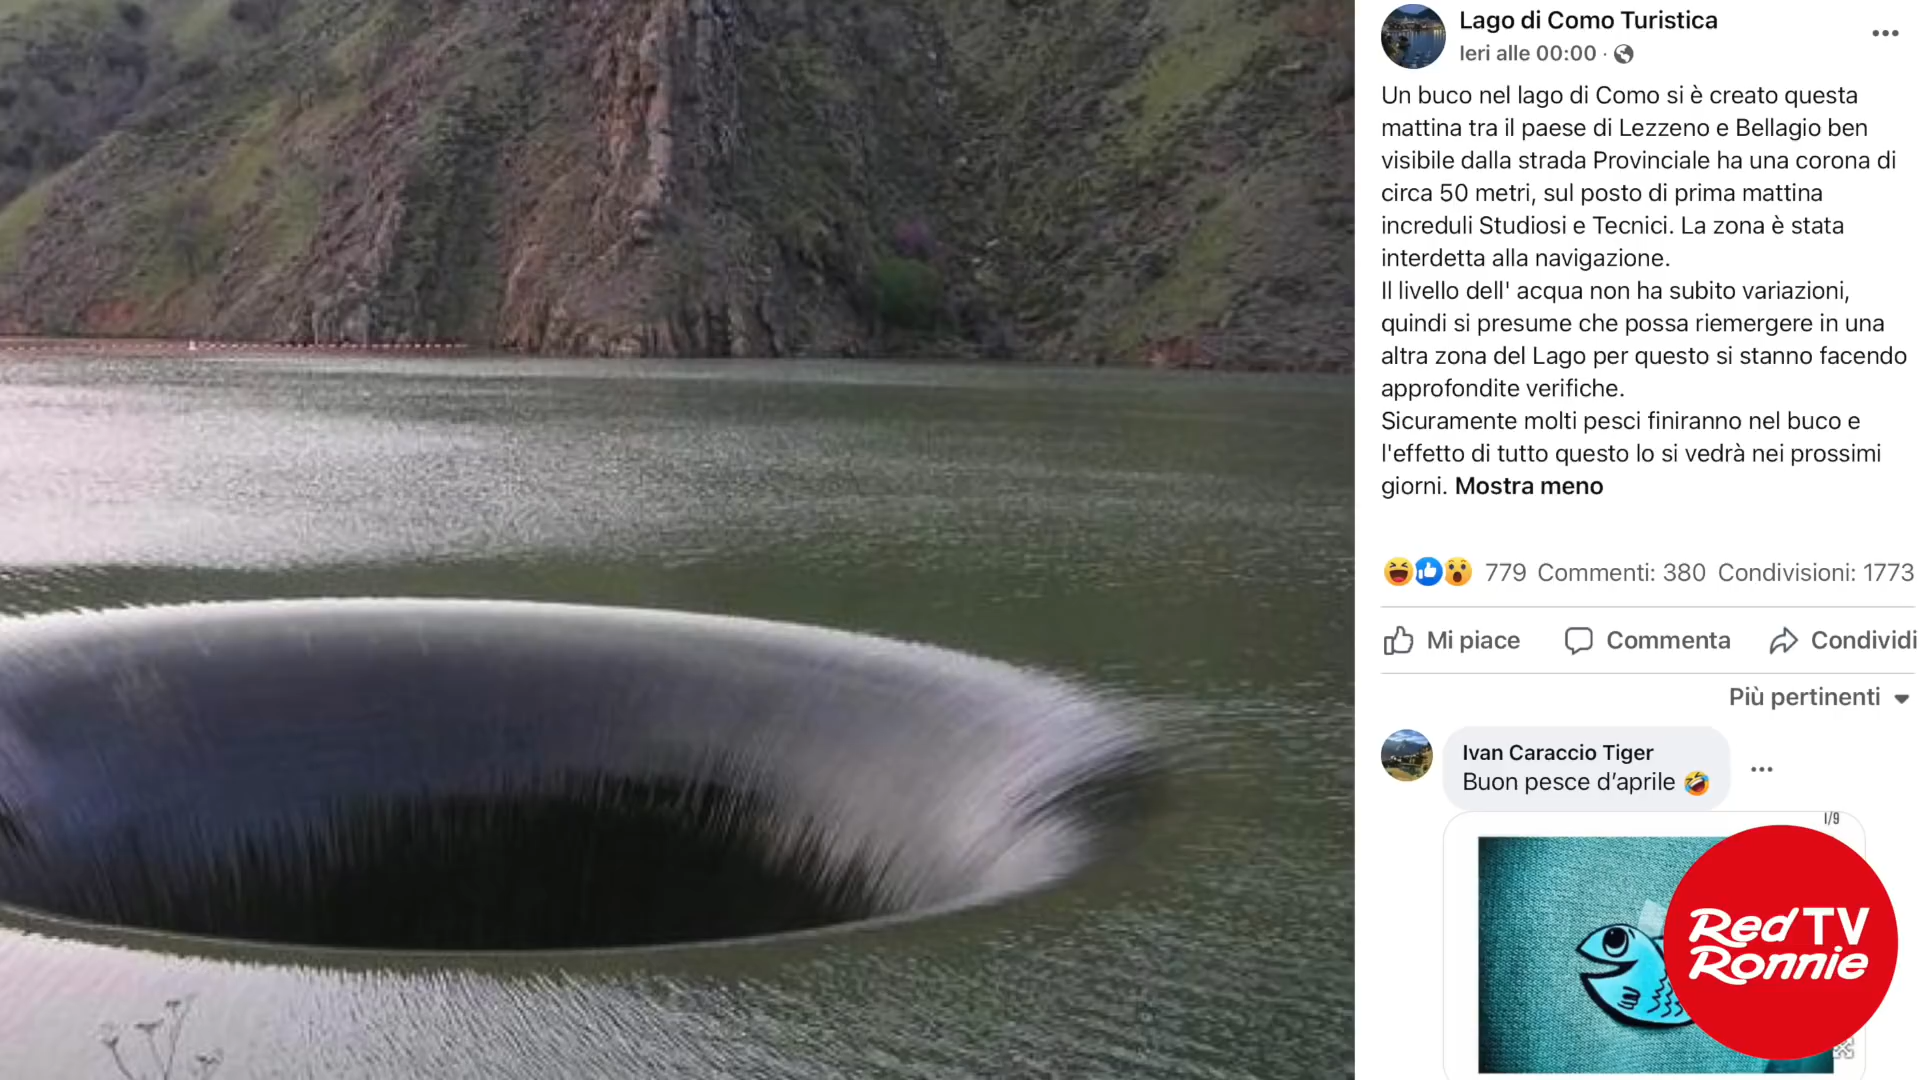 Lago di Como Turistica
Ieri alle 00:00 ·
Un buco nel lago di Como si è creato questa
mattina tra il paese di Lezzeno e Bellagio ben
visibile dalla strada Provinciale ha una corona di
circa 50 metri, sul posto di prima mattina
increduli Studiosi e Tecnici. La zona è stata
interdetta alla navigazione.
Il livello dell' acqua non ha subito variazioni,
quindi si presume che possa riemergere in una
altra zona del Lago per questo si stanno facendo
approfondite verifiche.
Sicuramente molti pesci finiranno nel buco e
l'effetto di tutto questo lo si vedrà nei prossimi
giorni. Mostra meno
779 Commenti: 380 Condivisioni: 1773
Mi piace Commenta Condividi
Più pertinenti
Ivan Caraccio Tiger
Buon pesce d’aprile 🤣
1/9
Red TV
Ronnie